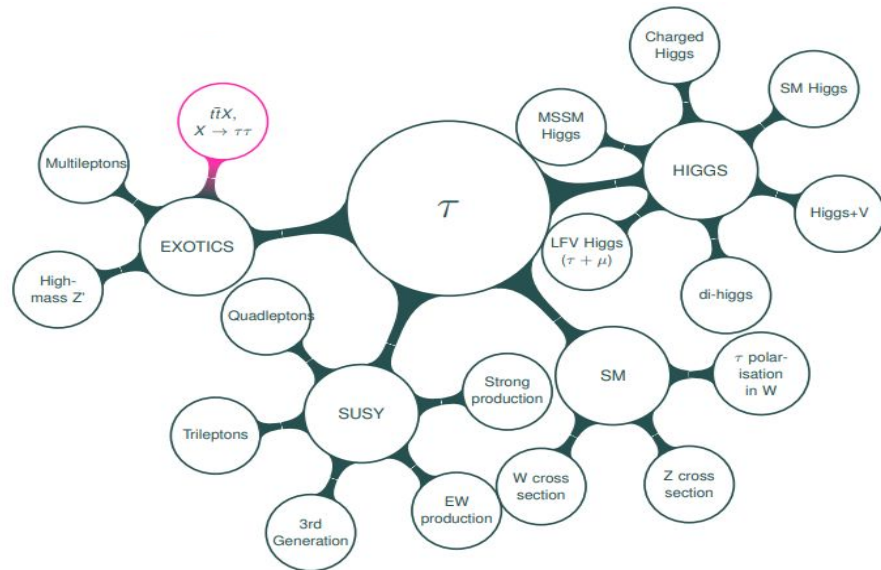 Charged
Higgs
SM Higgs
MSSM
Higgs
HIGGS
Higgs+V
LFV Higgs
(τ + μ)
di-higgs
tt̄X,
X → ττ
Multileptons
EXOTICS
High-
mass Z'
τ
Quadleptons
SUSY
Strong
production
Trileptons
3rd
Generation
EW
production
SM
τ polar-
isation
in W
W cross
section
Z cross
section